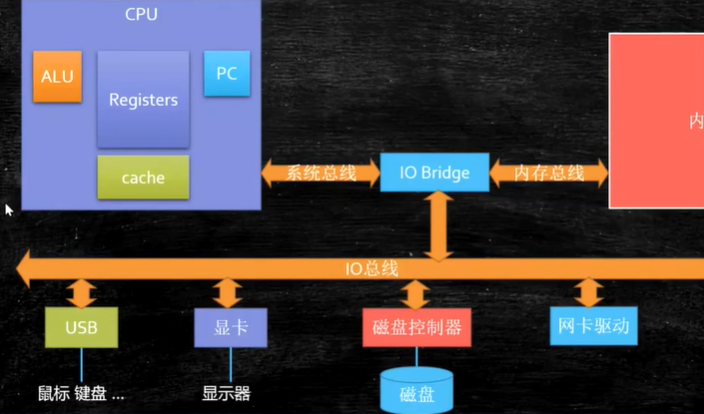 CPU
ALU
Registers
PC
cache
系统总线
IO Bridge
内存总线
内
IO总线
USB
显卡
磁盘控制器
网卡驱动
鼠标 键盘 ...
显示器
磁盘